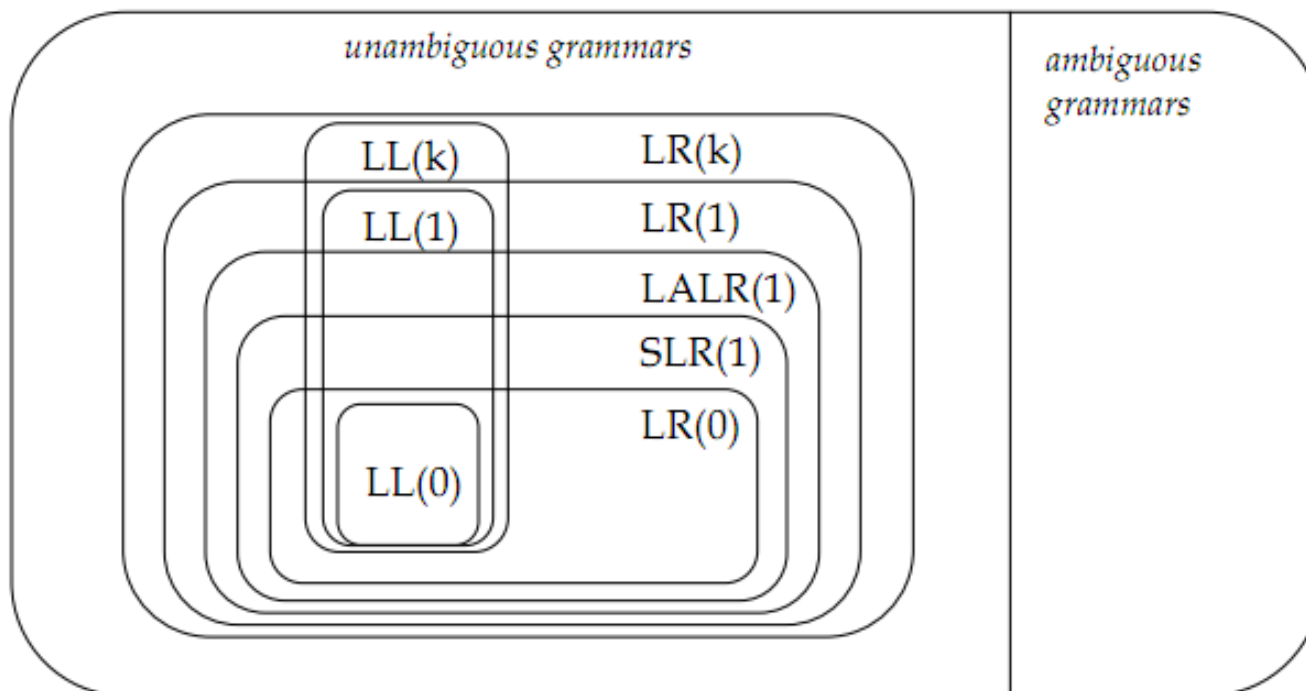 unambiguous grammars
ambiguous
grammars
LL(k)
LR(k)
LL(1)
LR(1)
LALR(1)
SLR(1)
LR(0)
LL(0)